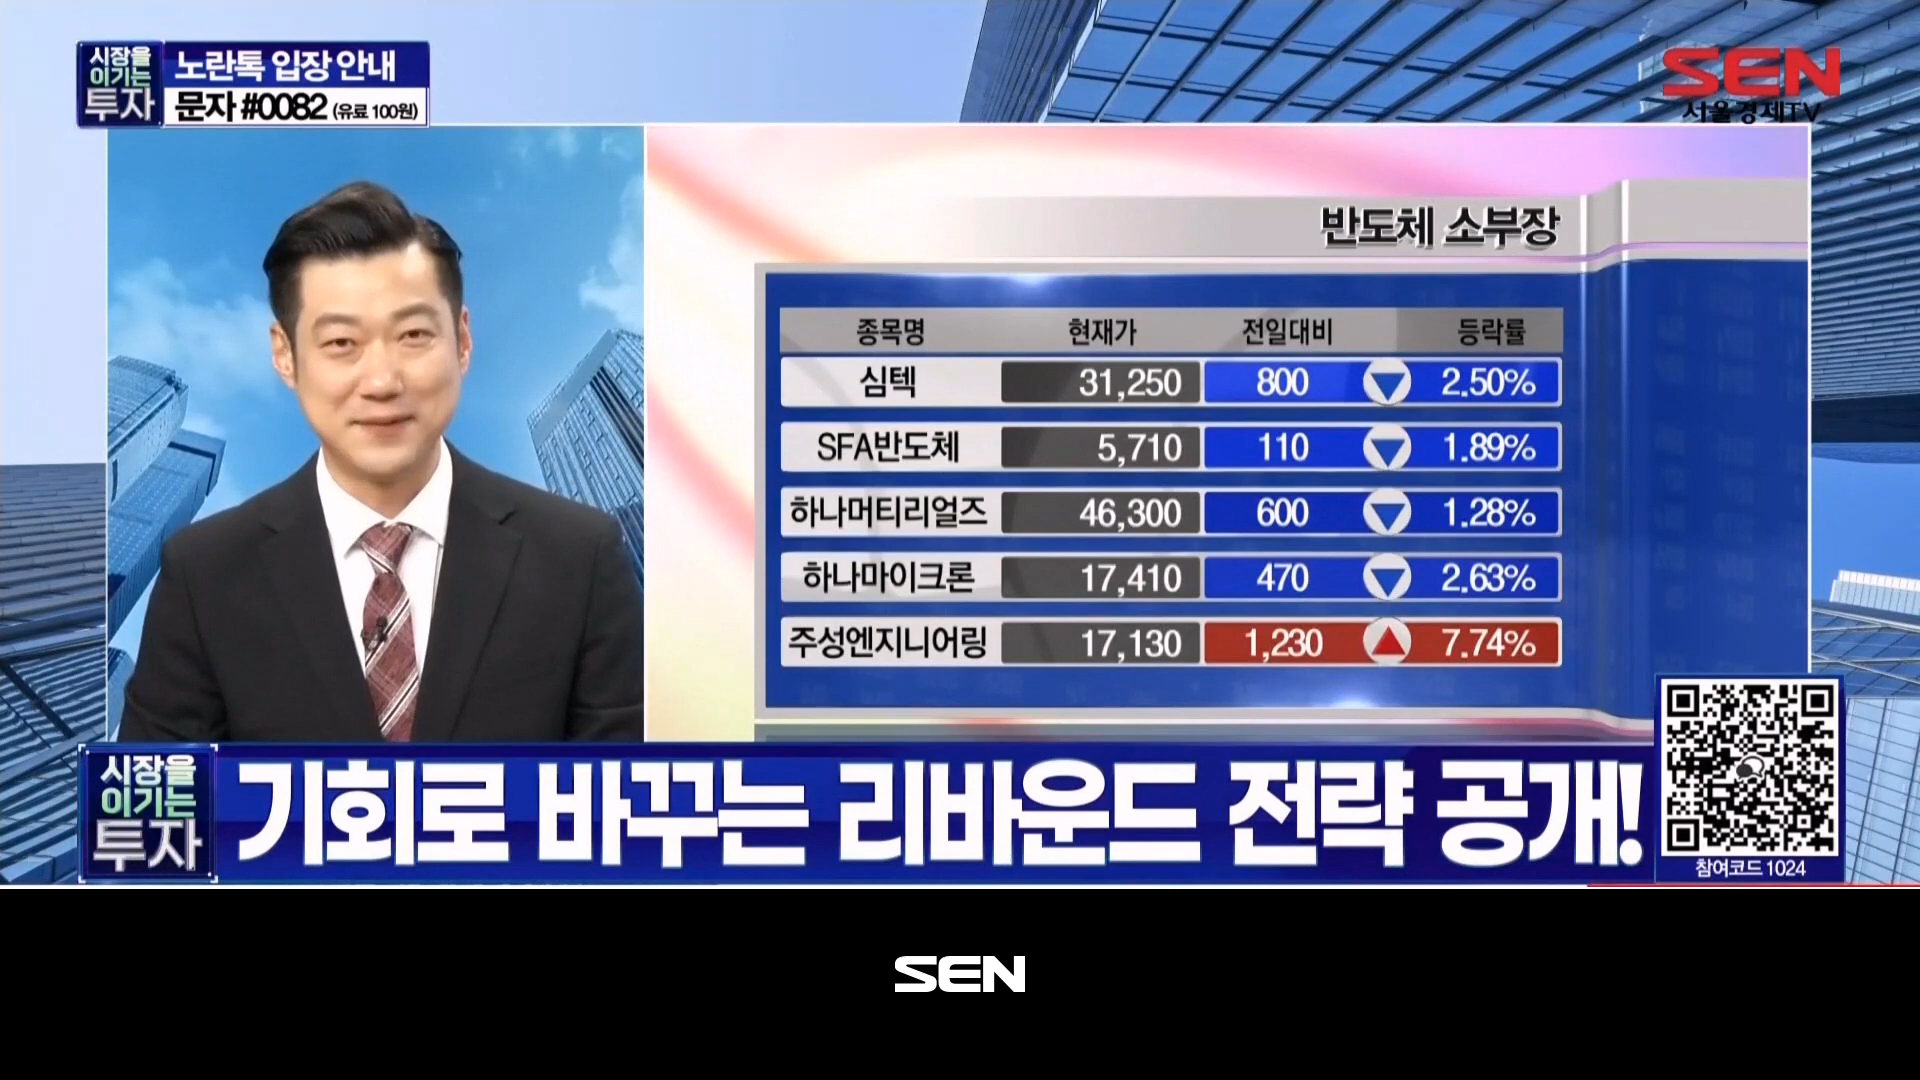 시장을
이기는
투자
노란톡 입장 안내
문자 #0082 (유료 100원)
SEN
서울경제TV
반도체 소부장
종목명 현재가 전일대비 등락률
심텍 31,250 800 ▼ 2.50%
SFA반도체 5,710 110 ▼ 1.89%
하나머티리얼즈 46,300 600 ▼ 1.28%
하나마이크론 17,410 470 ▼ 2.63%
주성엔지니어링 17,130 1,230 ▲ 7.74%
시장을
이기는
투자
기회로 바꾸는 리바운드 전략 공개!
참여코드 1024
SEN